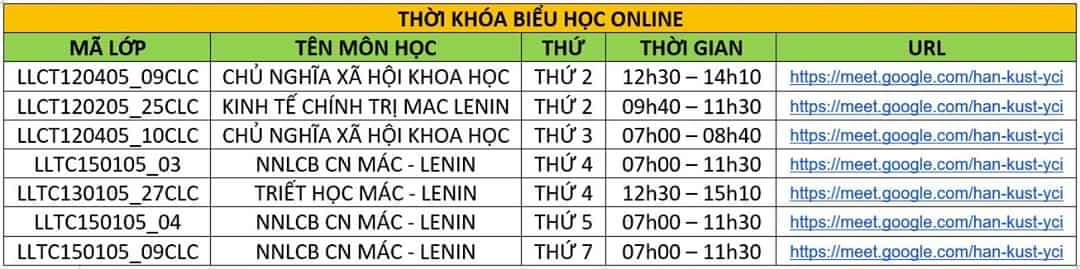 THỜI KHÓA BIỂU HỌC ONLINE
MÃ LỚP TÊN MÔN HỌC THỨ THỜI GIAN URL
LLCT120405_09CLC CHỦ NGHĨA XÃ HỘI KHOA HỌC THỨ 2 12h30 – 14h10 https://meet.google.com/han-kust-yci
LLCT120205_25CLC KINH TẾ CHÍNH TRỊ MAC LENIN THỨ 2 09h40 – 11h30 https://meet.google.com/han-kust-yci
LLCT120405_10CLC CHỦ NGHĨA XÃ HỘI KHOA HỌC THỨ 3 07h00 – 08h40 https://meet.google.com/han-kust-yci
LLTC150105_03 NNLCB CN MÁC - LENIN THỨ 4 07h00 – 11h30 https://meet.google.com/han-kust-yci
LLTC130105_27CLC TRIẾT HỌC MÁC - LENIN THỨ 4 12h30 – 15h10 https://meet.google.com/han-kust-yci
LLTC150105_04 NNLCB CN MÁC - LENIN THỨ 5 07h00 – 11h30 https://meet.google.com/han-kust-yci
LLTC150105_09CLC NNLCB CN MÁC - LENIN THỨ 7 07h00 – 11h30 https://meet.google.com/han-kust-yci